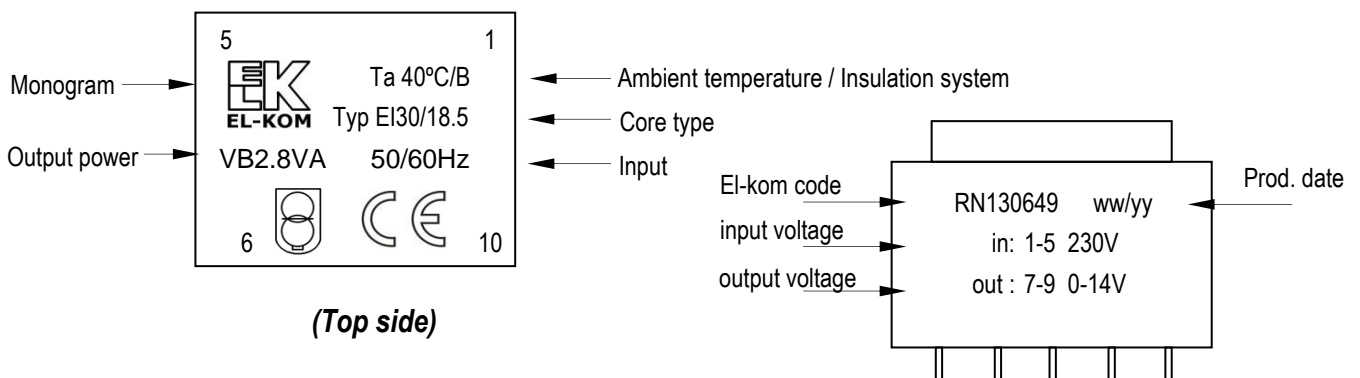 5 1
Monogram
EK
EL-KOM
Ta 40ºC/B
Ambient temperature / Insulation system
Typ EI30/18.5
Core type
Output power
VB2.8VA 50/60Hz
Input
6 CE 10
(Top side)
El-kom code
RN130649 ww/yy
Prod. date
input voltage
in: 1-5 230V
output voltage
out : 7-9 0-14V